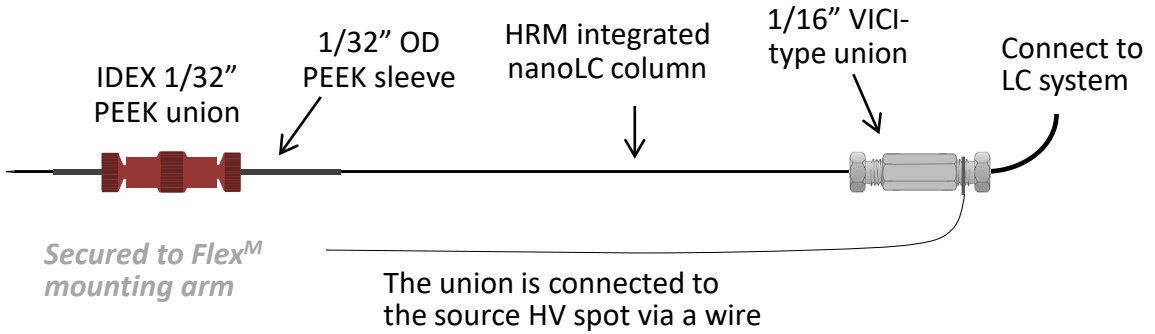 IDEX 1/32”
PEEK union
1/32” OD
PEEK sleeve
HRM integrated
nanoLC column
1/16” VICI-
type union
Connect to
LC system
Secured to Flexᴹ
mounting arm
The union is connected to
the source HV spot via a wire